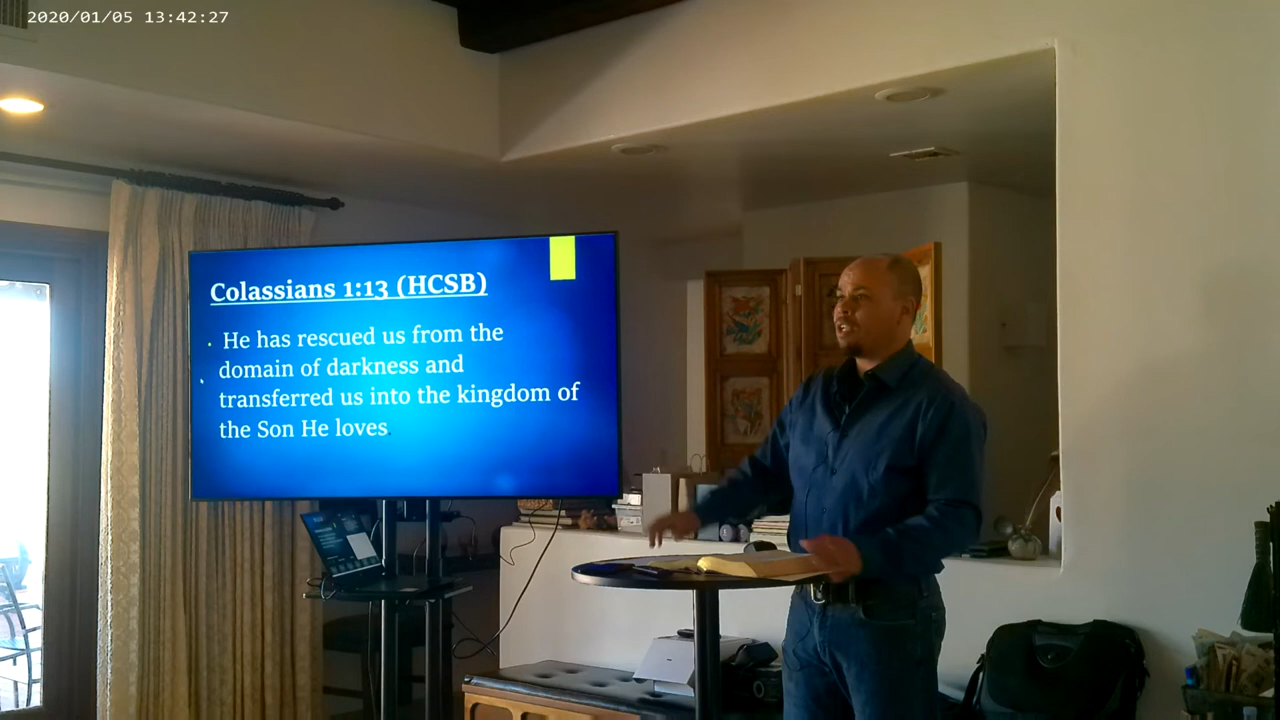 2020/01/05 13:42:27
Colassians 1:13 (HCSB)
He has rescued us from the
domain of darkness and
transferred us into the kingdom of
the Son He loves.